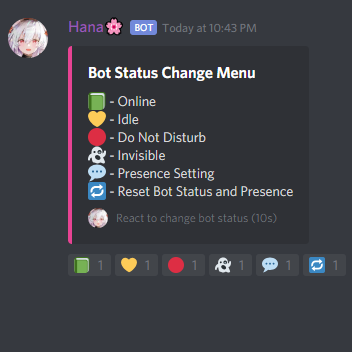 Hana🌸 BOT Today at 10:43 PM
Bot Status Change Menu
📗 - Online
💛 - Idle
🔴 - Do Not Disturb
👻 - Invisible
💬 - Presence Setting
🔁 - Reset Bot Status and Presence
React to change bot status (10s)
📗 1 💛 1 🔴 1 👻 1 💬 1 🔁 1